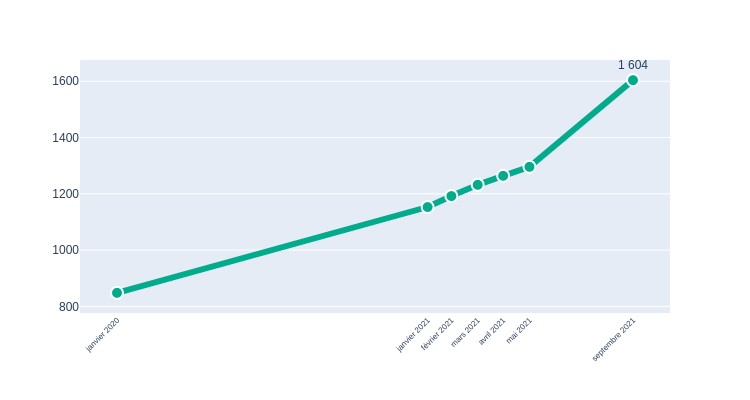 1 604
1600
1400
1200
1000
800
janvier 2020
janvier 2021
février 2021
mars 2021
avril 2021
mai 2021
septembre 2021